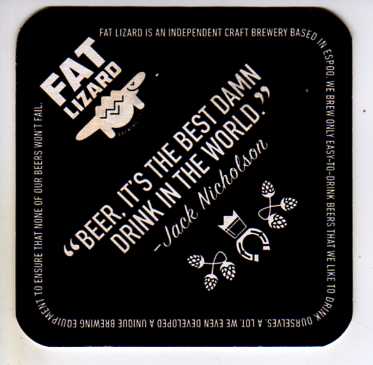 FAT
LIZARD
FAT LIZARD IS AN INDEPENDENT CRAFT BREWERY BASED IN ESPOO. WE BREW ONLY EASY-TO-DRINK BEERS THAT WE LIKE TO DRINK OURSELVES. A LOT. WE EVEN DEVELOPED A UNIQUE BREWING EQUIPMENT TO ENSURE THAT NONE OF OUR BEERS WON'T FAIL.
“BEER, IT'S THE BEST DAMN
DRINK IN THE WORLD.”
-Jack Nicholson